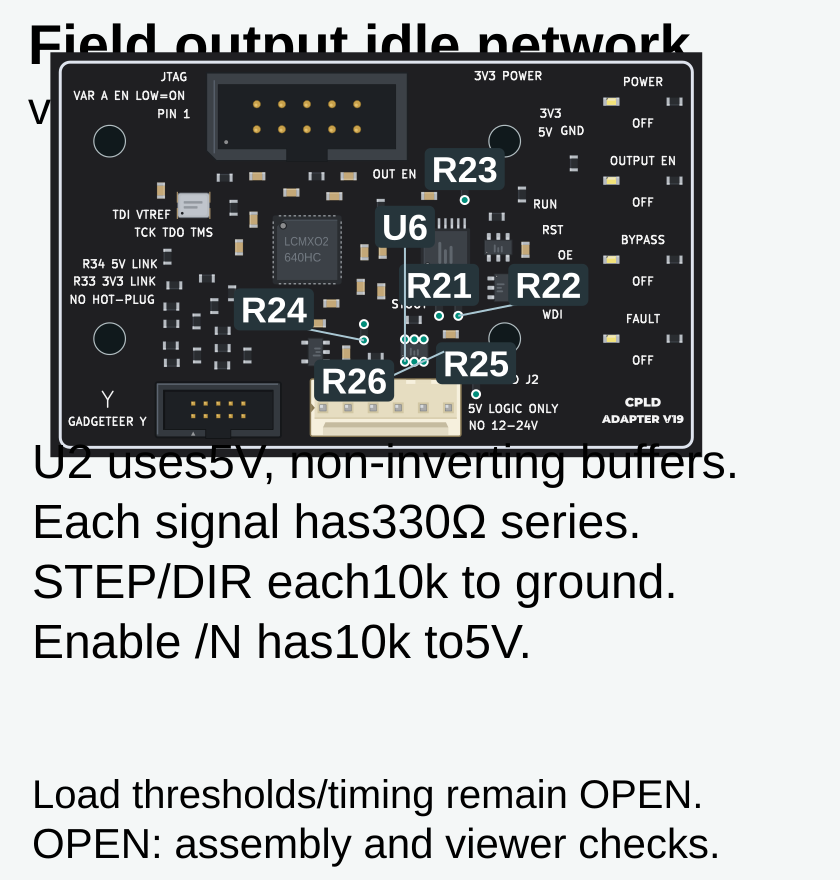 Field output idle network
JTAG
VAR A EN LOW=ON
PIN 1
3V3 POWER
3V3
5V GND
POWER
OFF
OUT EN
R23
OUTPUT EN
OFF
TDI VTREF
TCK TDO TMS
U6
RUN
RST
OE
BYPASS
OFF
LCMXO2
640HC
R34 5V LINK
R33 3V3 LINK
NO HOT-PLUG
R24
R21
R22
WDI
FAULT
OFF
R26
R25
J2
Y
GADGETEER Y
5V LOGIC ONLY
NO 12-24V
CPLD
ADAPTER V19
U2 uses5V, non-inverting buffers.
Each signal has330Ω series.
STEP/DIR each10k to ground.
Enable /N has10k to5V.
Load thresholds/timing remain OPEN.
OPEN: assembly and viewer checks.